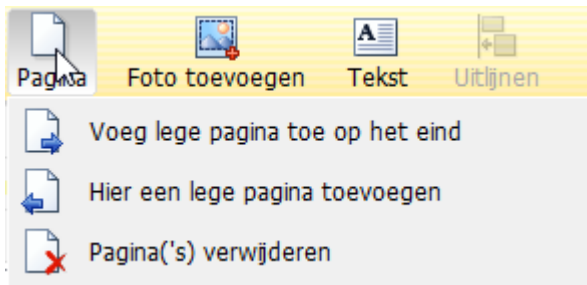 Pagina Foto toevoegen Tekst Uitlijnen
Voeg lege pagina toe op het eind
Hier een lege pagina toevoegen
Pagina('s) verwijderen